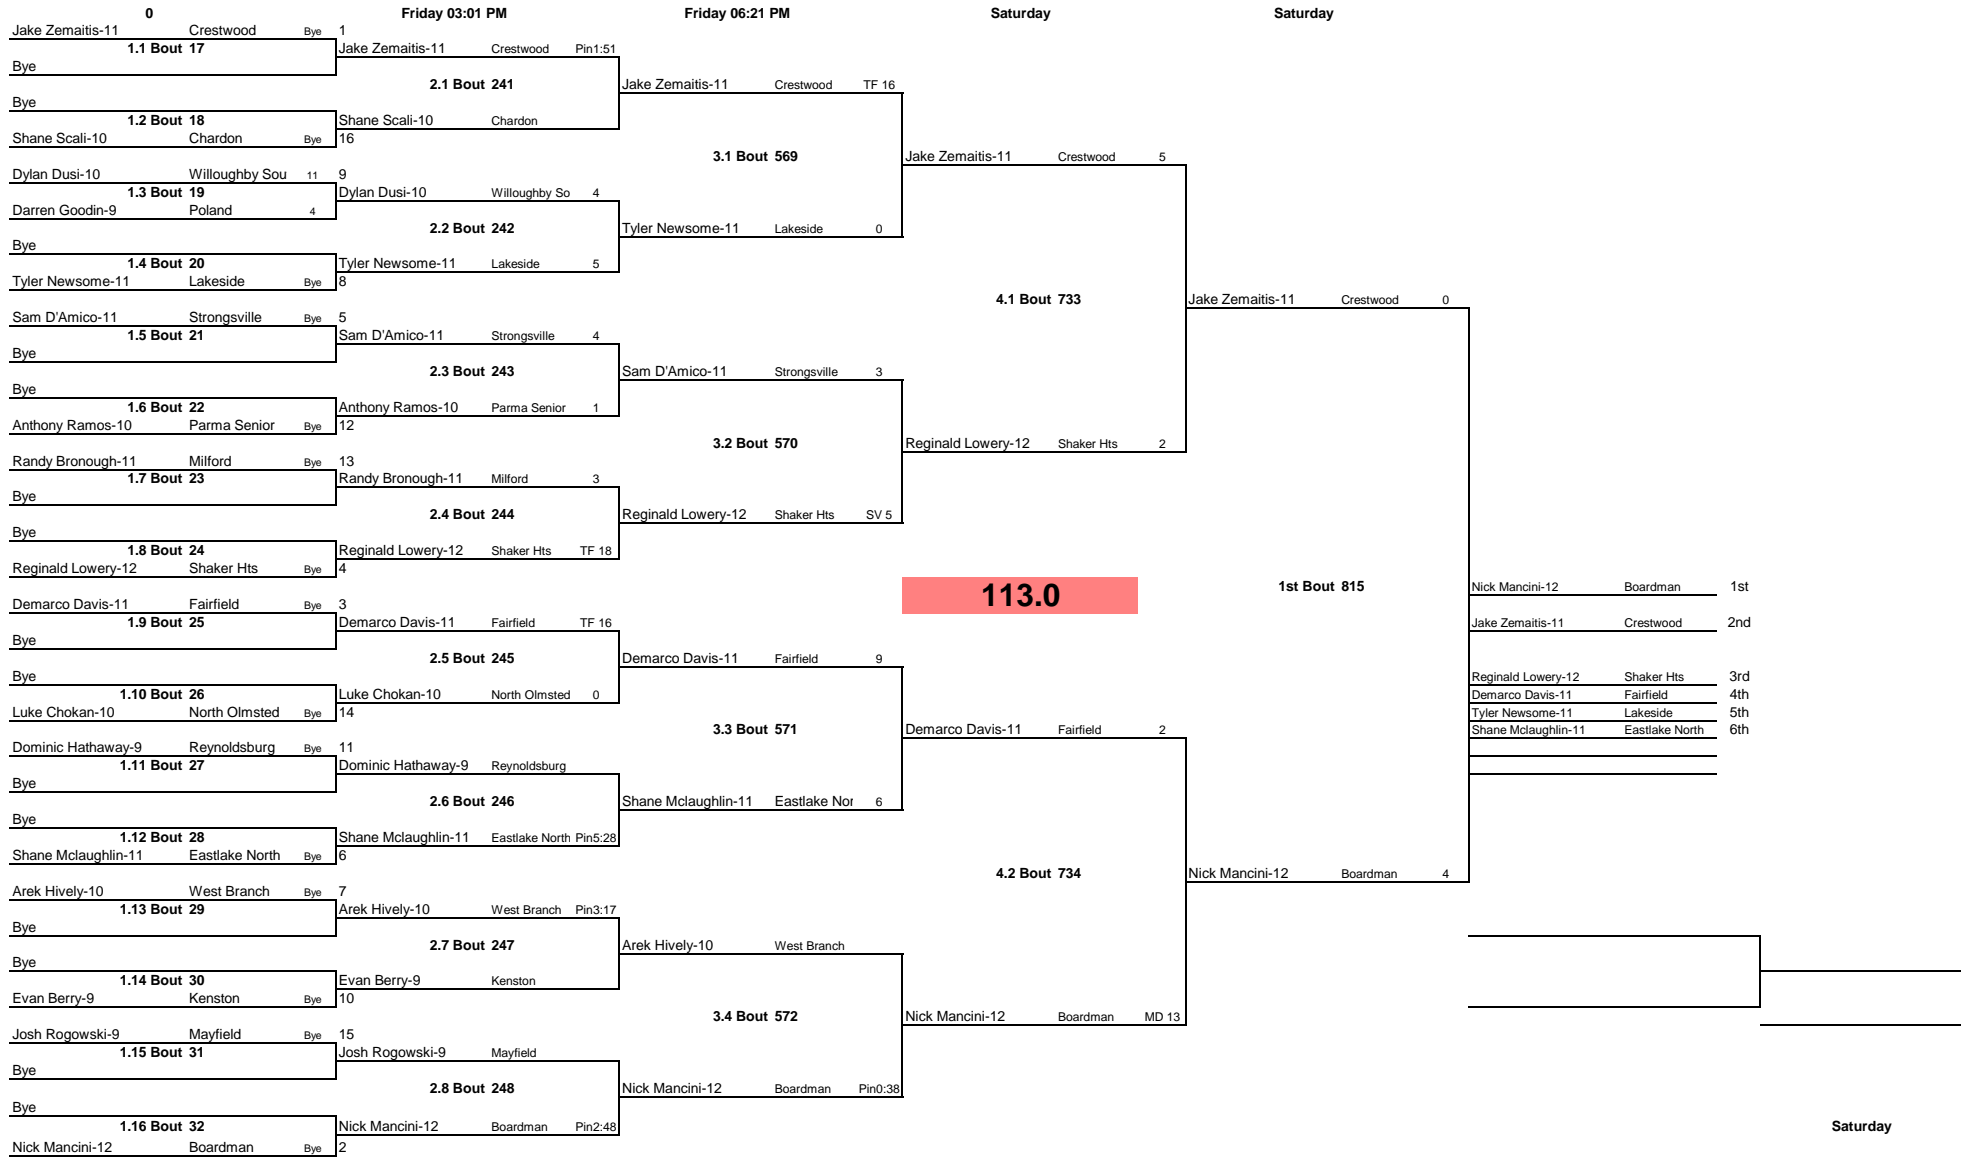 0 Friday 03:01 PM Friday 06:21 PM Saturday Saturday
Jake Zemaitis-11 Crestwood Bye 1
1.1 Bout 17 Jake Zemaitis-11 Crestwood Pin1:51
Bye
2.1 Bout 241 Jake Zemaitis-11 Crestwood TF 16
Bye
1.2 Bout 18 Shane Scali-10 Chardon
Shane Scali-10 Chardon Bye 16
3.1 Bout 569 Jake Zemaitis-11 Crestwood 5
Dylan Dusi-10 Willoughby Sou 11 9
1.3 Bout 19 Dylan Dusi-10 Willoughby So 4
Darren Goodin-9 Poland 4
2.2 Bout 242 Tyler Newsome-11 Lakeside 0
Bye
1.4 Bout 20 Tyler Newsome-11 Lakeside 5
Tyler Newsome-11 Lakeside Bye 8
4.1 Bout 733 Jake Zemaitis-11 Crestwood 0
Sam D'Amico-11 Strongsville Bye 5
1.5 Bout 21 Sam D'Amico-11 Strongsville 4
Bye
2.3 Bout 243 Sam D'Amico-11 Strongsville 3
Bye
1.6 Bout 22 Anthony Ramos-10 Parma Senior 1
Anthony Ramos-10 Parma Senior Bye 12
3.2 Bout 570 Reginald Lowery-12 Shaker Hts 2
Randy Bronough-11 Milford Bye 13
1.7 Bout 23 Randy Bronough-11 Milford 3
Bye
2.4 Bout 244 Reginald Lowery-12 Shaker Hts SV 5
Bye
1.8 Bout 24 Reginald Lowery-12 Shaker Hts TF 18
Reginald Lowery-12 Shaker Hts Bye 4
113.0 1st Bout 815 Nick Mancini-12 Boardman 1st
Demarco Davis-11 Fairfield Bye 3
1.9 Bout 25 Demarco Davis-11 Fairfield TF 16 Jake Zemaitis-11 Crestwood 2nd
Bye
2.5 Bout 245 Demarco Davis-11 Fairfield 9
Bye Reginald Lowery-12 Shaker Hts 3rd
1.10 Bout 26 Luke Chokan-10 North Olmsted 0 Demarco Davis-11 Fairfield 4th
Luke Chokan-10 North Olmsted Bye 14 Tyler Newsome-11 Lakeside 5th
3.3 Bout 571 Demarco Davis-11 Fairfield 2 Shane Mclaughlin-11 Eastlake North 6th
Dominic Hathaway-9 Reynoldsburg Bye 11
1.11 Bout 27 Dominic Hathaway-9 Reynoldsburg
Bye
2.6 Bout 246 Shane Mclaughlin-11 Eastlake Nor 6
Bye
1.12 Bout 28 Shane Mclaughlin-11 Eastlake North Pin5:28
Shane Mclaughlin-11 Eastlake North Bye 6
4.2 Bout 734 Nick Mancini-12 Boardman 4
Arek Hively-10 West Branch Bye 7
1.13 Bout 29 Arek Hively-10 West Branch Pin3:17
Bye
2.7 Bout 247 Arek Hively-10 West Branch
Bye
1.14 Bout 30 Evan Berry-9 Kenston
Evan Berry-9 Kenston Bye 10
3.4 Bout 572 Nick Mancini-12 Boardman MD 13
Josh Rogowski-9 Mayfield Bye 15
1.15 Bout 31 Josh Rogowski-9 Mayfield
Bye
2.8 Bout 248 Nick Mancini-12 Boardman Pin0:38
Bye
1.16 Bout 32 Nick Mancini-12 Boardman Pin2:48 Saturday
Nick Mancini-12 Boardman Bye 2